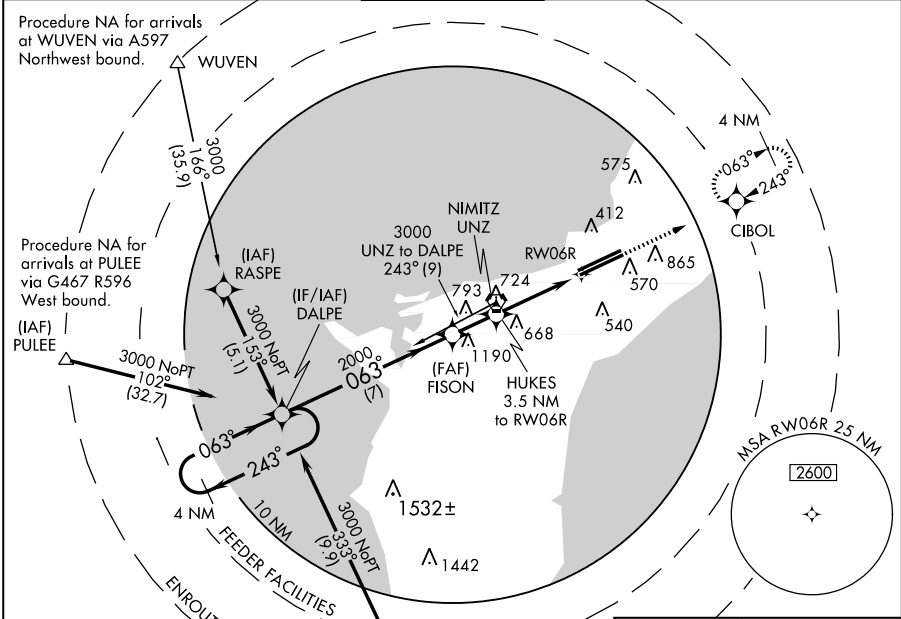 Procedure NA for arrivals
at WUVEN via A597
Northwest bound.
WUVEN
3000
166°
(35.9)
4 NM
063°
243°
CIBOL
575
412
NIMITZ
UNZ
3000
UNZ to DALPE
243° (9)
RW06R
865
570
540
793
724
668
1190
Procedure NA for
arrivals at PULEE
via G467 R596
West bound.
(IAF)
PULEE
(IAF)
RASPE
(IF/IAF)
DALPE
3000 NoPT
153°
(5.1)
3000 NoPT
102°
(32.7)
2000
063°
(7)
(FAF)
FISON
HUKES
3.5 NM
to RW06R
063°
243°
4 NM
10 NM
3000 NoPT
333°
(9.9)
1532±
1442
FEEDER FACILITIES
ENROUT
MSA RW06R 25 NM
2600